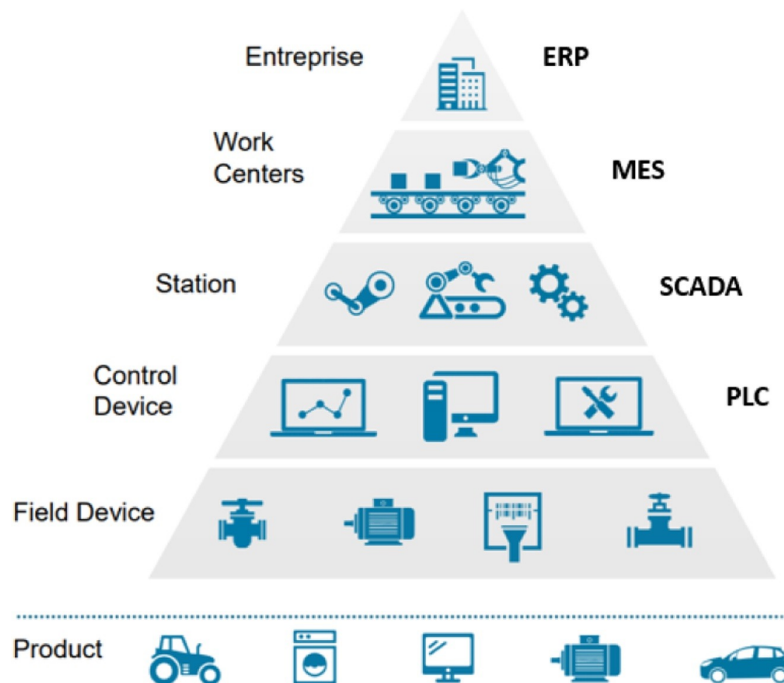 Entreprise
ERP
Work
Centers
MES
Station
SCADA
Control
Device
PLC
Field Device
Product